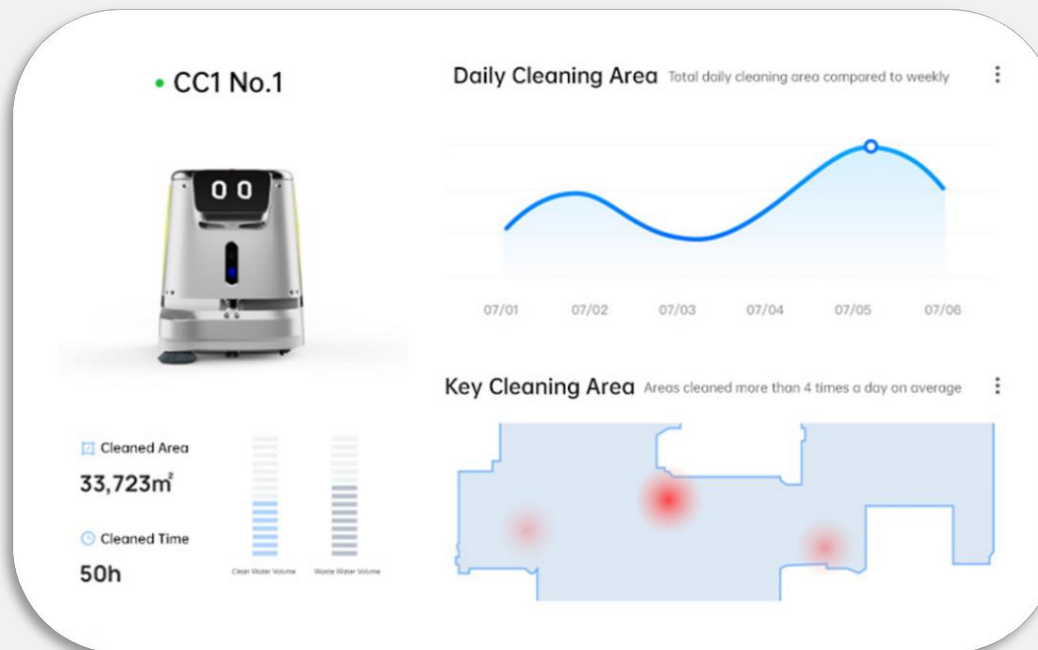 CC1 No.1
Daily Cleaning Area Total daily cleaning area compared to weekly
07/01 07/02 07/03 07/04 07/05 07/06
Key Cleaning Area Areas cleaned more than 4 times a day on average
Cleaned Area
33,723㎡
Cleaned Time
50h
Clean Water Volume Waste Water Volume